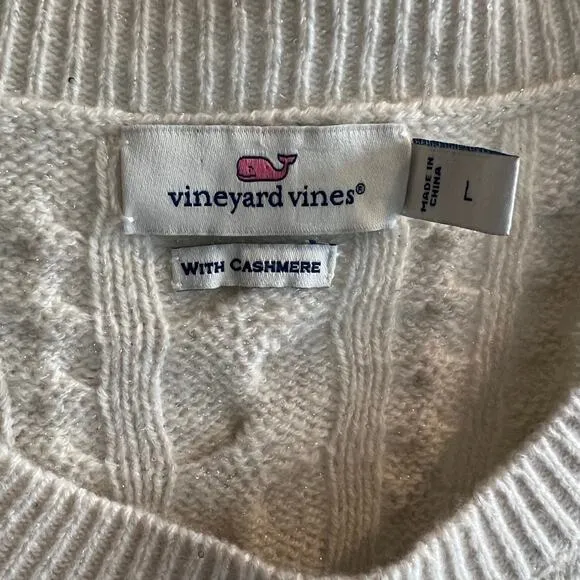 vineyard vines®
WITH CASHMERE
MADE IN
CHINA
L